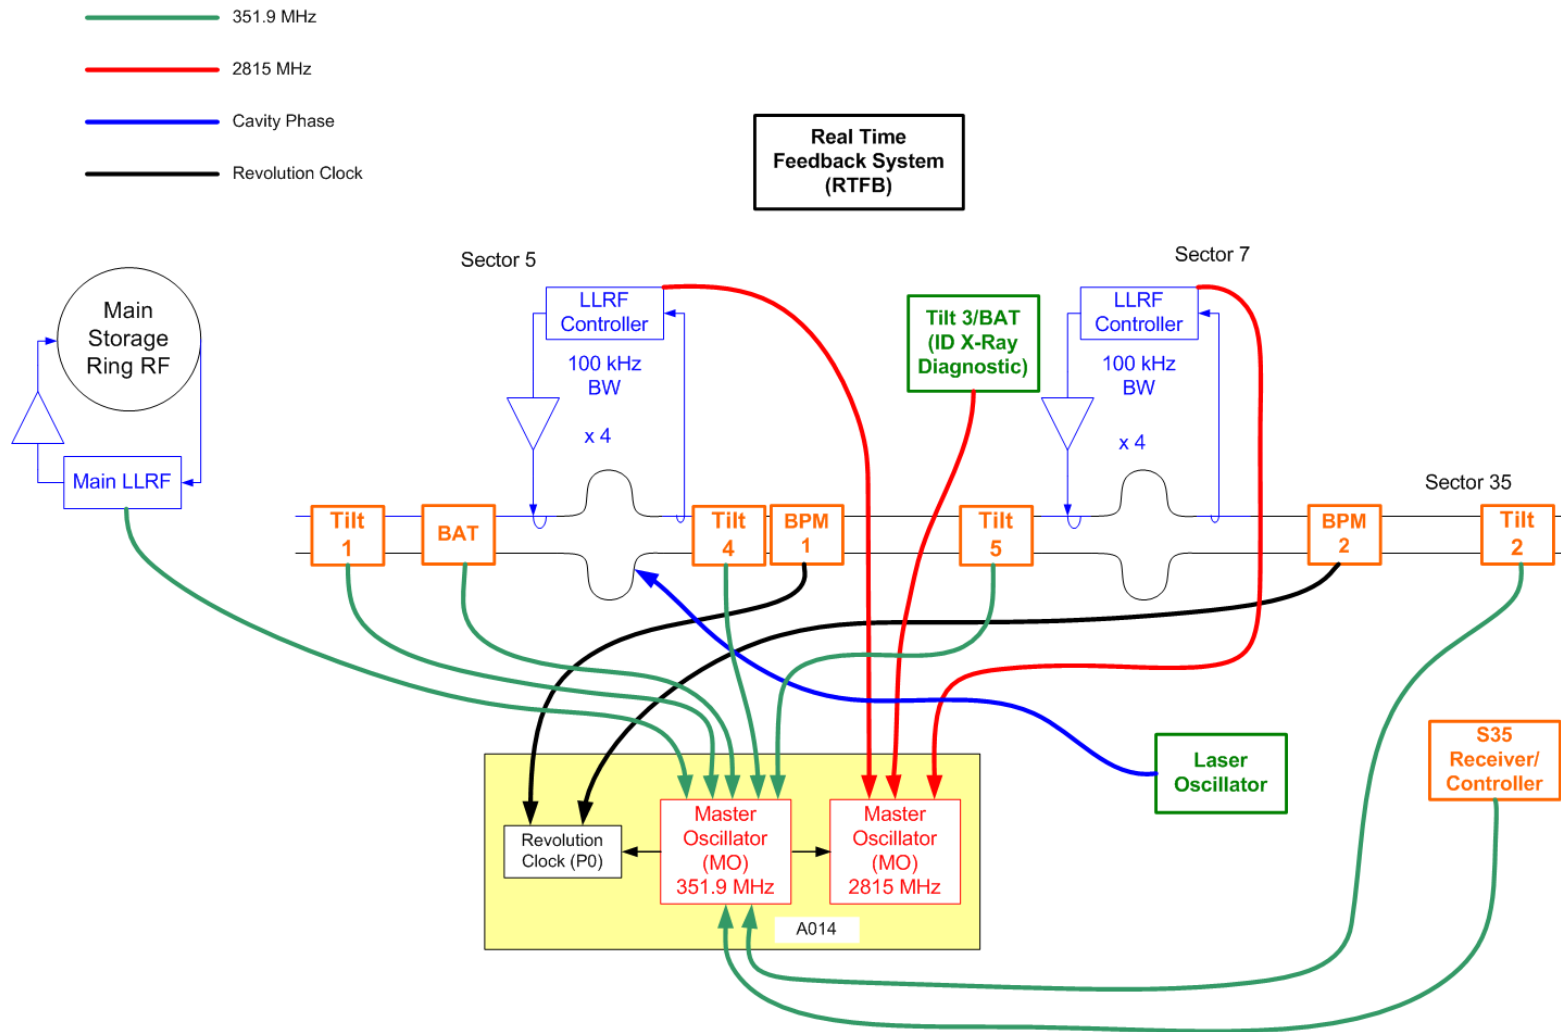 351.9 MHz
2815 MHz
Cavity Phase
Revolution Clock
Real Time
Feedback System
(RTFB)
Sector 5
Sector 7
Main
Storage
Ring RF
LLRF
Controller
100 kHz
BW
x 4
Tilt 3/BAT
(ID X-Ray
Diagnostic)
LLRF
Controller
100 kHz
BW
x 4
Main LLRF
Sector 35
Tilt
1
BAT
Tilt
4
BPM
1
Tilt
5
BPM
2
Tilt
2
Laser
Oscillator
S35
Receiver/
Controller
Revolution
Clock (P0)
Master
Oscillator
(MO)
351.9 MHz
Master
Oscillator
(MO)
2815 MHz
A014